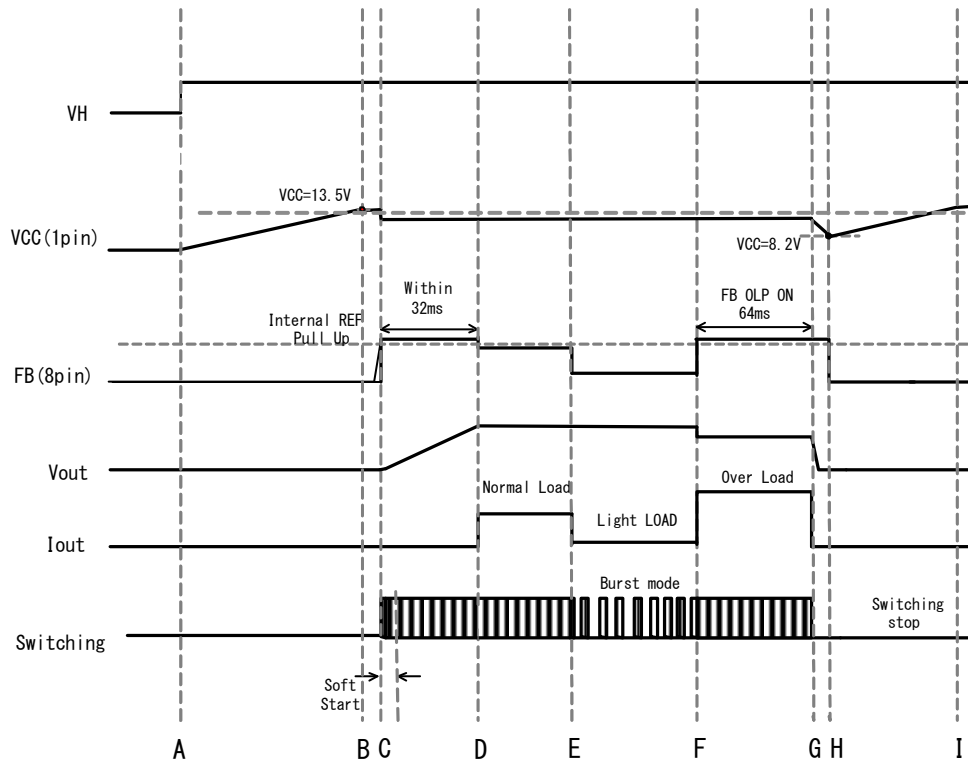 VH
VCC=13.5V
VCC(1pin)
VCC=8.2V
Within
32ms
FB OLP ON
64ms
Internal REF
Pull Up
FB(8pin)
Vout
Over Load
Normal Load
Light LOAD
Iout
Burst mode
Switching
stop
Switching
Soft
Start
A B C D E F G H I